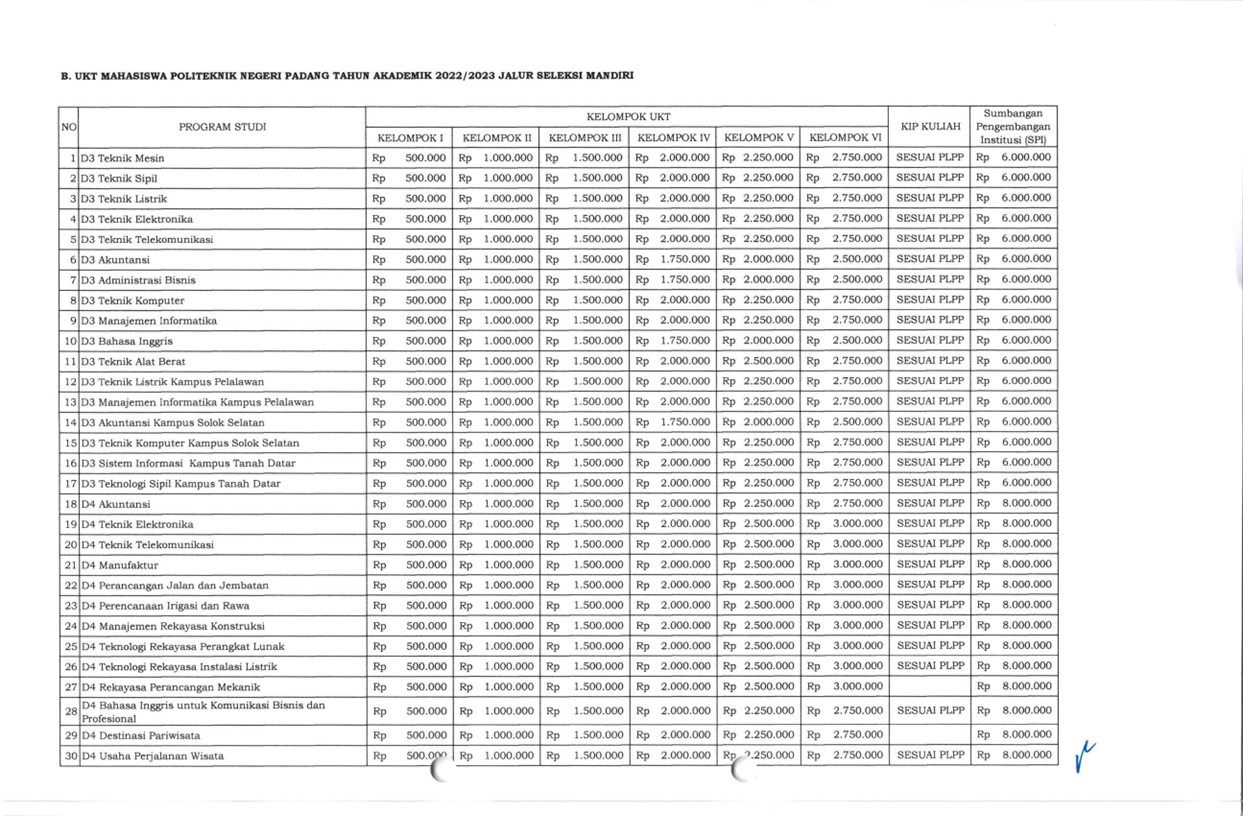 B. UKT MAHASISWA POLITEKNIK NEGERI PADANG TAHUN AKADEMIK 2022/2023 JALUR SELEKSI MANDIRI
NO PROGRAM STUDI KELOMPOK UKT KIP KULIAH Sumbangan Pengembangan Institusi (SPI)
KELOMPOK I KELOMPOK II KELOMPOK III KELOMPOK IV KELOMPOK V KELOMPOK VI
1 D3 Teknik Mesin Rp 500.000 Rp 1.000.000 Rp 1.500.000 Rp 2.000.000 Rp 2.250.000 Rp 2.750.000 SESUAI PLPP Rp 6.000.000
2 D3 Teknik Sipil Rp 500.000 Rp 1.000.000 Rp 1.500.000 Rp 2.000.000 Rp 2.250.000 Rp 2.750.000 SESUAI PLPP Rp 6.000.000
3 D3 Teknik Listrik Rp 500.000 Rp 1.000.000 Rp 1.500.000 Rp 2.000.000 Rp 2.250.000 Rp 2.750.000 SESUAI PLPP Rp 6.000.000
4 D3 Teknik Elektronika Rp 500.000 Rp 1.000.000 Rp 1.500.000 Rp 2.000.000 Rp 2.250.000 Rp 2.750.000 SESUAI PLPP Rp 6.000.000
5 D3 Teknik Telekomunikasi Rp 500.000 Rp 1.000.000 Rp 1.500.000 Rp 2.000.000 Rp 2.250.000 Rp 2.750.000 SESUAI PLPP Rp 6.000.000
6 D3 Akuntansi Rp 500.000 Rp 1.000.000 Rp 1.500.000 Rp 1.750.000 Rp 2.000.000 Rp 2.500.000 SESUAI PLPP Rp 6.000.000
7 D3 Administrasi Bisnis Rp 500.000 Rp 1.000.000 Rp 1.500.000 Rp 1.750.000 Rp 2.000.000 Rp 2.500.000 SESUAI PLPP Rp 6.000.000
8 D3 Teknik Komputer Rp 500.000 Rp 1.000.000 Rp 1.500.000 Rp 2.000.000 Rp 2.250.000 Rp 2.750.000 SESUAI PLPP Rp 6.000.000
9 D3 Manajemen Informatika Rp 500.000 Rp 1.000.000 Rp 1.500.000 Rp 2.000.000 Rp 2.250.000 Rp 2.750.000 SESUAI PLPP Rp 6.000.000
10 D3 Bahasa Inggris Rp 500.000 Rp 1.000.000 Rp 1.500.000 Rp 1.750.000 Rp 2.000.000 Rp 2.500.000 SESUAI PLPP Rp 6.000.000
11 D3 Teknik Alat Berat Rp 500.000 Rp 1.000.000 Rp 1.500.000 Rp 2.000.000 Rp 2.500.000 Rp 2.750.000 SESUAI PLPP Rp 6.000.000
12 D3 Teknik Listrik Kampus Pelalawan Rp 500.000 Rp 1.000.000 Rp 1.500.000 Rp 2.000.000 Rp 2.250.000 Rp 2.750.000 SESUAI PLPP Rp 6.000.000
13 D3 Manajemen Informatika Kampus Pelalawan Rp 500.000 Rp 1.000.000 Rp 1.500.000 Rp 2.000.000 Rp 2.250.000 Rp 2.750.000 SESUAI PLPP Rp 6.000.000
14 D3 Akuntansi Kampus Solok Selatan Rp 500.000 Rp 1.000.000 Rp 1.500.000 Rp 1.750.000 Rp 2.000.000 Rp 2.500.000 SESUAI PLPP Rp 6.000.000
15 D3 Teknik Komputer Kampus Solok Selatan Rp 500.000 Rp 1.000.000 Rp 1.500.000 Rp 2.000.000 Rp 2.250.000 Rp 2.750.000 SESUAI PLPP Rp 6.000.000
16 D3 Sistem Informasi Kampus Tanah Datar Rp 500.000 Rp 1.000.000 Rp 1.500.000 Rp 2.000.000 Rp 2.250.000 Rp 2.750.000 SESUAI PLPP Rp 6.000.000
17 D3 Teknologi Sipil Kampus Tanah Datar Rp 500.000 Rp 1.000.000 Rp 1.500.000 Rp 2.000.000 Rp 2.250.000 Rp 2.750.000 SESUAI PLPP Rp 6.000.000
18 D4 Akuntansi Rp 500.000 Rp 1.000.000 Rp 1.500.000 Rp 2.000.000 Rp 2.250.000 Rp 2.750.000 SESUAI PLPP Rp 8.000.000
19 D4 Teknik Elektronika Rp 500.000 Rp 1.000.000 Rp 1.500.000 Rp 2.000.000 Rp 2.500.000 Rp 3.000.000 SESUAI PLPP Rp 8.000.000
20 D4 Teknik Telekomunikasi Rp 500.000 Rp 1.000.000 Rp 1.500.000 Rp 2.000.000 Rp 2.500.000 Rp 3.000.000 SESUAI PLPP Rp 8.000.000
21 D4 Manufaktur Rp 500.000 Rp 1.000.000 Rp 1.500.000 Rp 2.000.000 Rp 2.500.000 Rp 3.000.000 SESUAI PLPP Rp 8.000.000
22 D4 Perancangan Jalan dan Jembatan Rp 500.000 Rp 1.000.000 Rp 1.500.000 Rp 2.000.000 Rp 2.500.000 Rp 3.000.000 SESUAI PLPP Rp 8.000.000
23 D4 Perencanaan Irigasi dan Rawa Rp 500.000 Rp 1.000.000 Rp 1.500.000 Rp 2.000.000 Rp 2.500.000 Rp 3.000.000 SESUAI PLPP Rp 8.000.000
24 D4 Manajemen Rekayasa Konstruksi Rp 500.000 Rp 1.000.000 Rp 1.500.000 Rp 2.000.000 Rp 2.500.000 Rp 3.000.000 SESUAI PLPP Rp 8.000.000
25 D4 Teknologi Rekayasa Perangkat Lunak Rp 500.000 Rp 1.000.000 Rp 1.500.000 Rp 2.000.000 Rp 2.500.000 Rp 3.000.000 SESUAI PLPP Rp 8.000.000
26 D4 Teknologi Rekayasa Instalasi Listrik Rp 500.000 Rp 1.000.000 Rp 1.500.000 Rp 2.000.000 Rp 2.500.000 Rp 3.000.000 SESUAI PLPP Rp 8.000.000
27 D4 Rekayasa Perancangan Mekanik Rp 500.000 Rp 1.000.000 Rp 1.500.000 Rp 2.000.000 Rp 2.500.000 Rp 3.000.000 Rp 8.000.000
28 D4 Bahasa Inggris untuk Komunikasi Bisnis dan Profesional Rp 500.000 Rp 1.000.000 Rp 1.500.000 Rp 2.000.000 Rp 2.250.000 Rp 2.750.000 SESUAI PLPP Rp 8.000.000
29 D4 Destinasi Pariwisata Rp 500.000 Rp 1.000.000 Rp 1.500.000 Rp 2.000.000 Rp 2.250.000 Rp 2.750.000 Rp 8.000.000
30 D4 Usaha Perjalanan Wisata Rp 500.000 Rp 1.000.000 Rp 1.500.000 Rp 2.000.000 Rp 2.250.000 Rp 2.750.000 SESUAI PLPP Rp 8.000.000